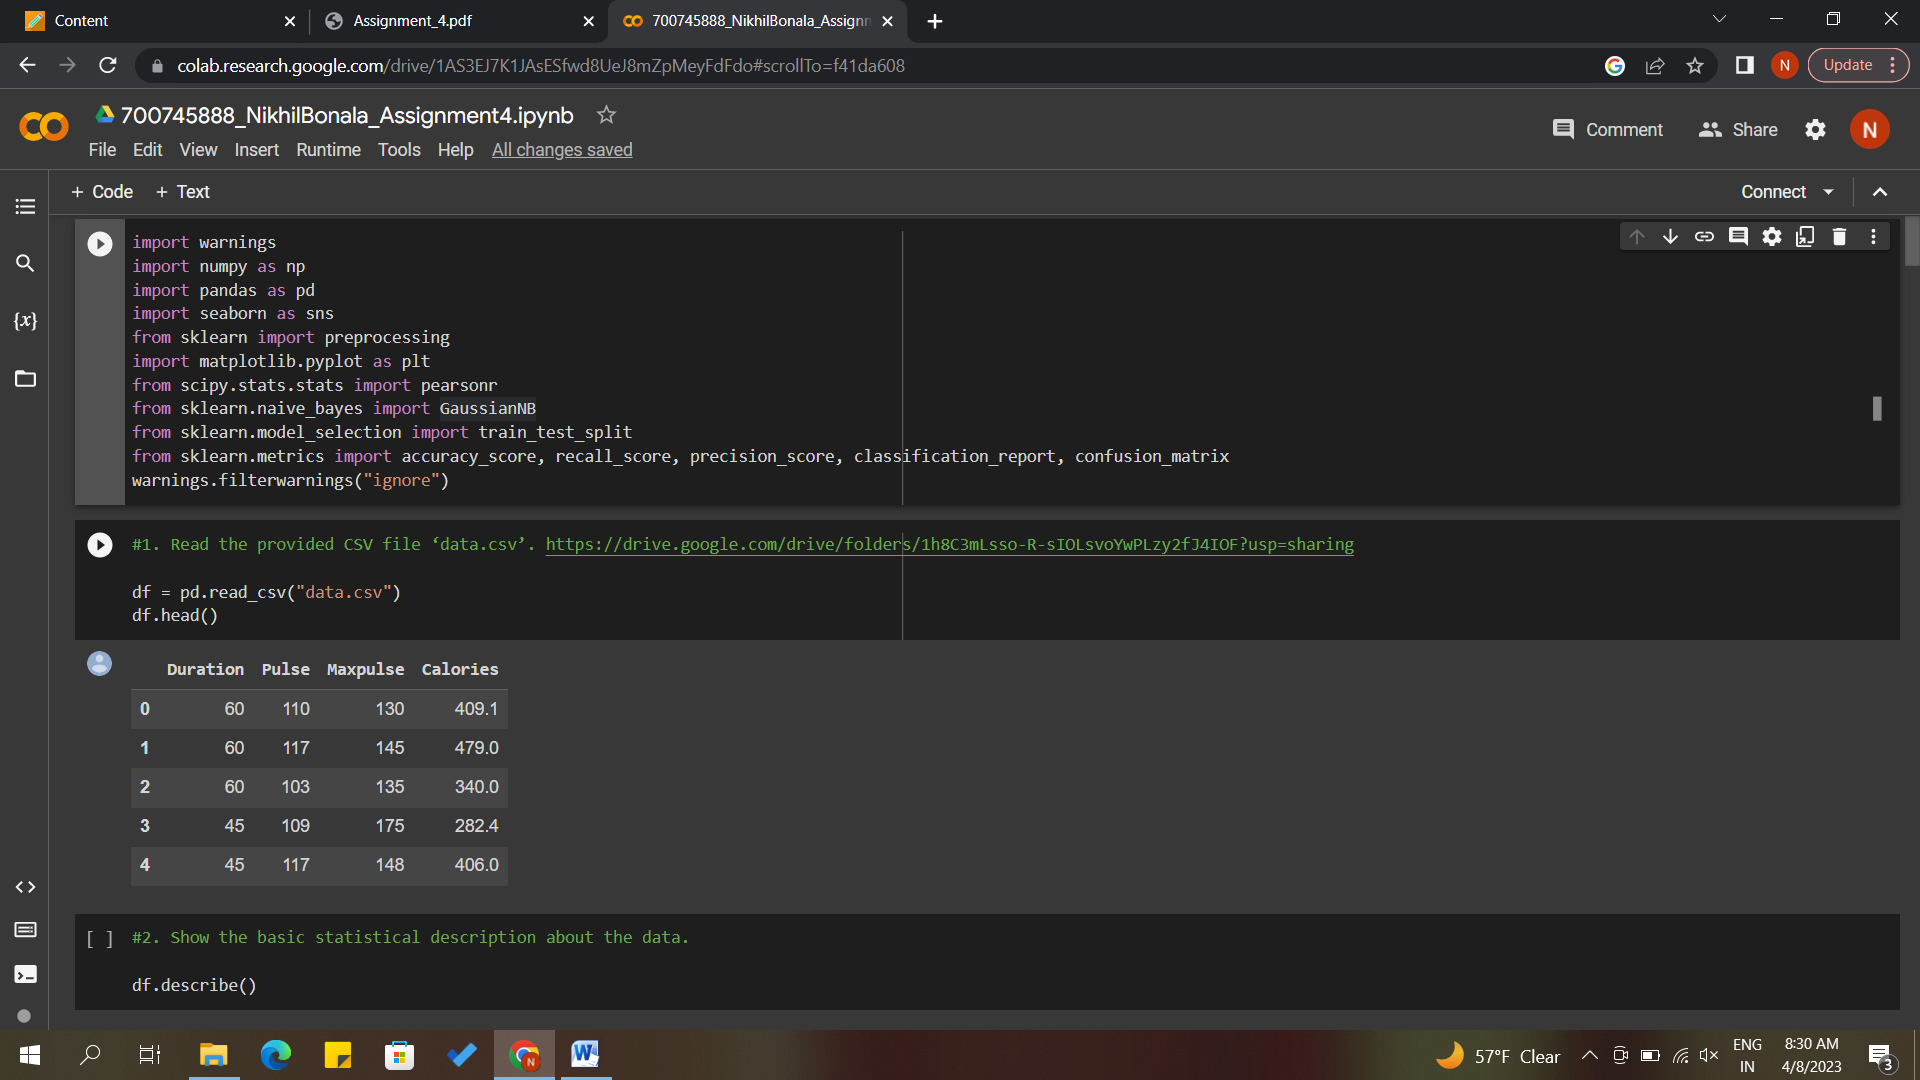 Content
Assignment_4.pdf
700745888_NikhilBonala_Assignn
colab.research.google.com/drive/1AS3EJ7K1JAsESfwd8UeJ8mZpMeyFdFdo#scrollTo=f41da608
N
Update
700745888_NikhilBonala_Assignment4.ipynb
File Edit View Insert Runtime Tools Help All changes saved
Comment
Share
N
+ Code + Text
Connect
import warnings
import numpy as np
import pandas as pd
import seaborn as sns
from sklearn import preprocessing
import matplotlib.pyplot as plt
from scipy.stats.stats import pearsonr
from sklearn.naive_bayes import GaussianNB
from sklearn.model_selection import train_test_split
from sklearn.metrics import accuracy_score, recall_score, precision_score, classification_report, confusion_matrix
warnings.filterwarnings("ignore")
{x}
#1. Read the provided CSV file ‘data.csv’. https://drive.google.com/drive/folders/1h8C3mLsso-R-sIOLsvoYwPLzy2fJ4IOF?usp=sharing
df = pd.read_csv("data.csv")
df.head()
Duration Pulse Maxpulse Calories
0 60 110 130 409.1
1 60 117 145 479.0
2 60 103 135 340.0
3 45 109 175 282.4
4 45 117 148 406.0
[ ] #2. Show the basic statistical description about the data.
df.describe()
57°F Clear
ENG
IN
8:30 AM
4/8/2023
3